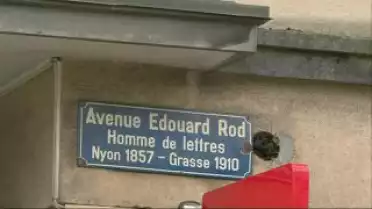 Avenue Edouard Rod
Homme de lettres
Nyon 1857 - Grasse 1910